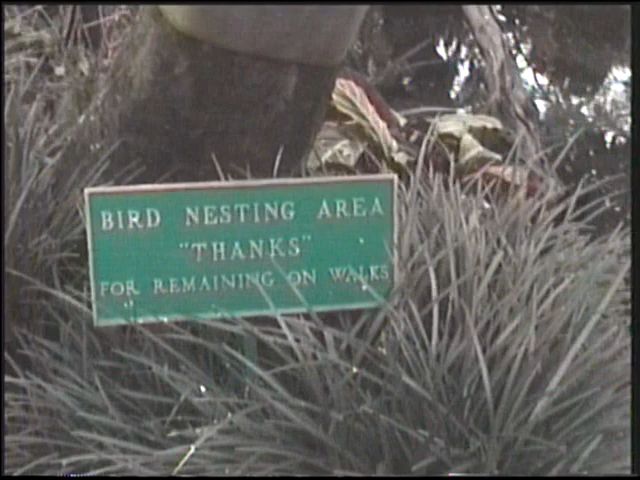 BIRD NESTING AREA
"THANKS"
FOR REMAINING ON WALKS